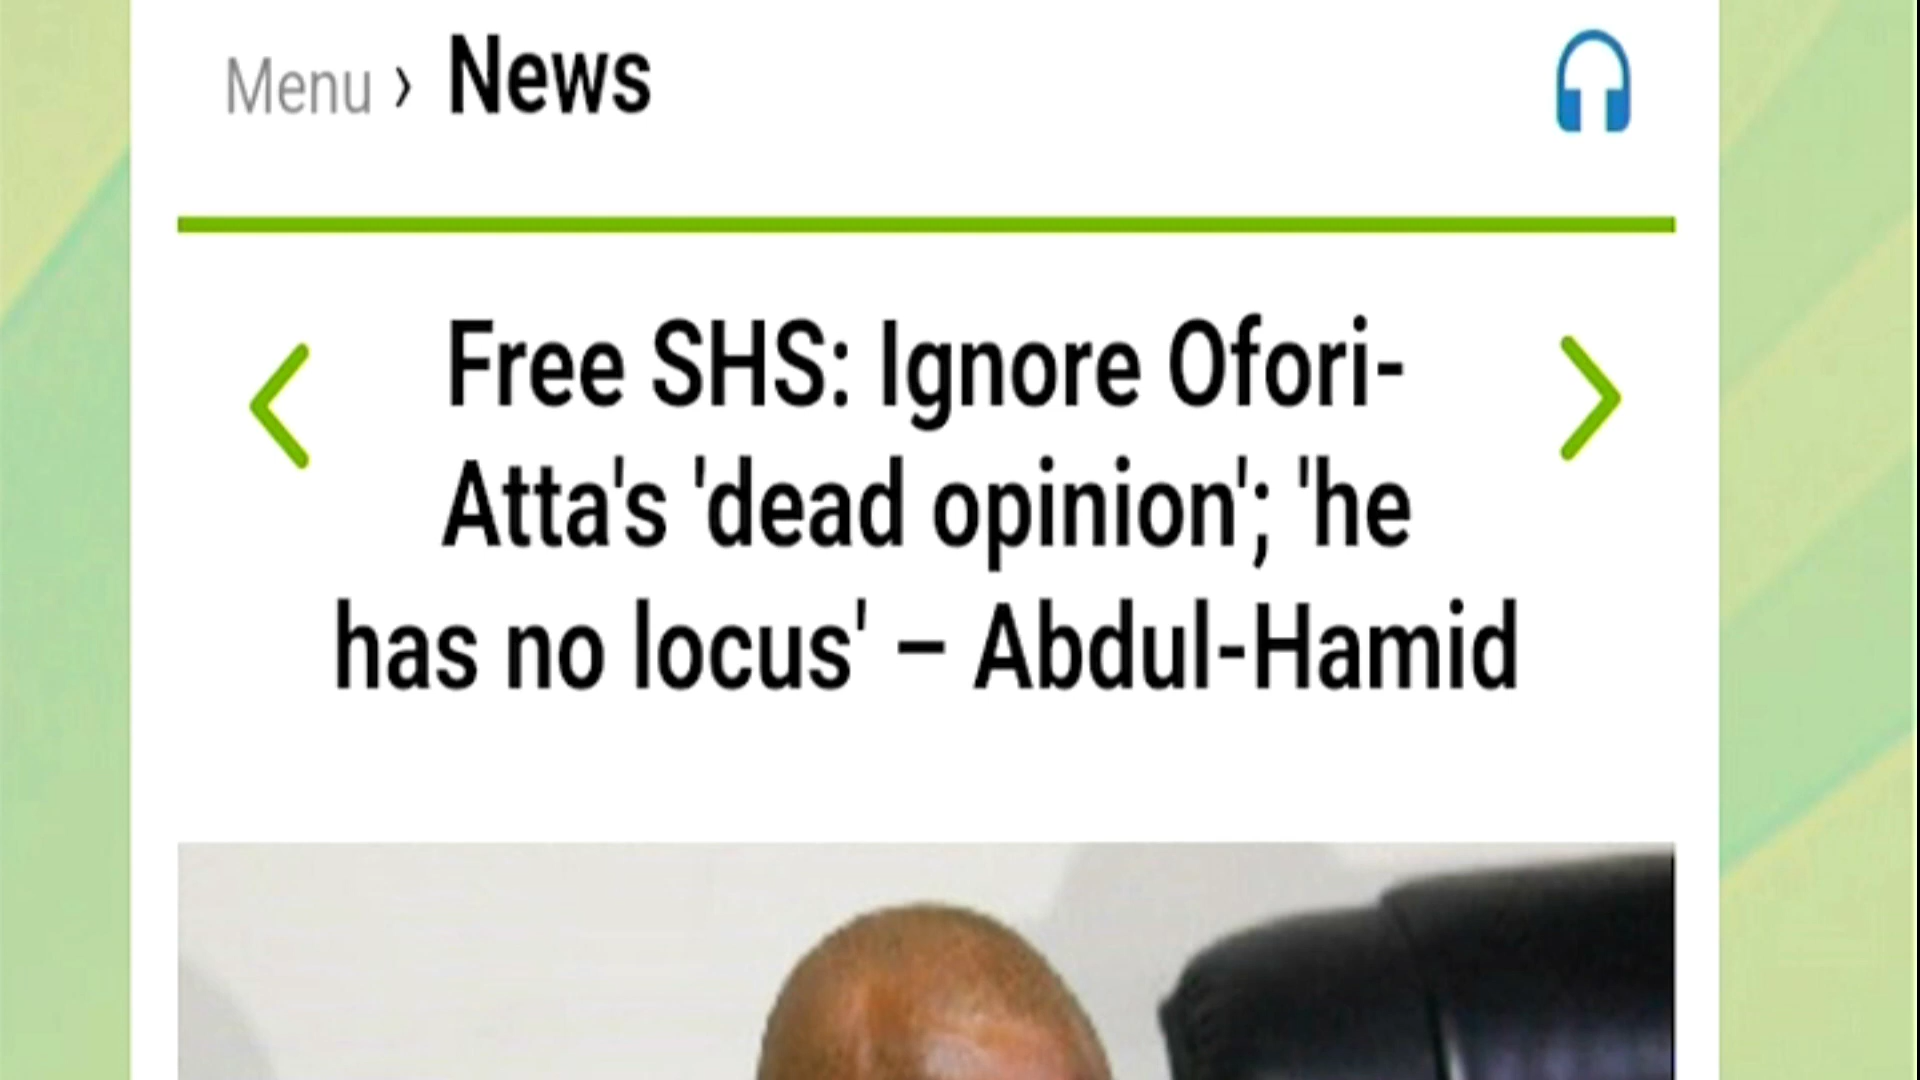 Menu › News
Free SHS: Ignore Ofori-
Atta's 'dead opinion'; 'he
has no locus' – Abdul-Hamid